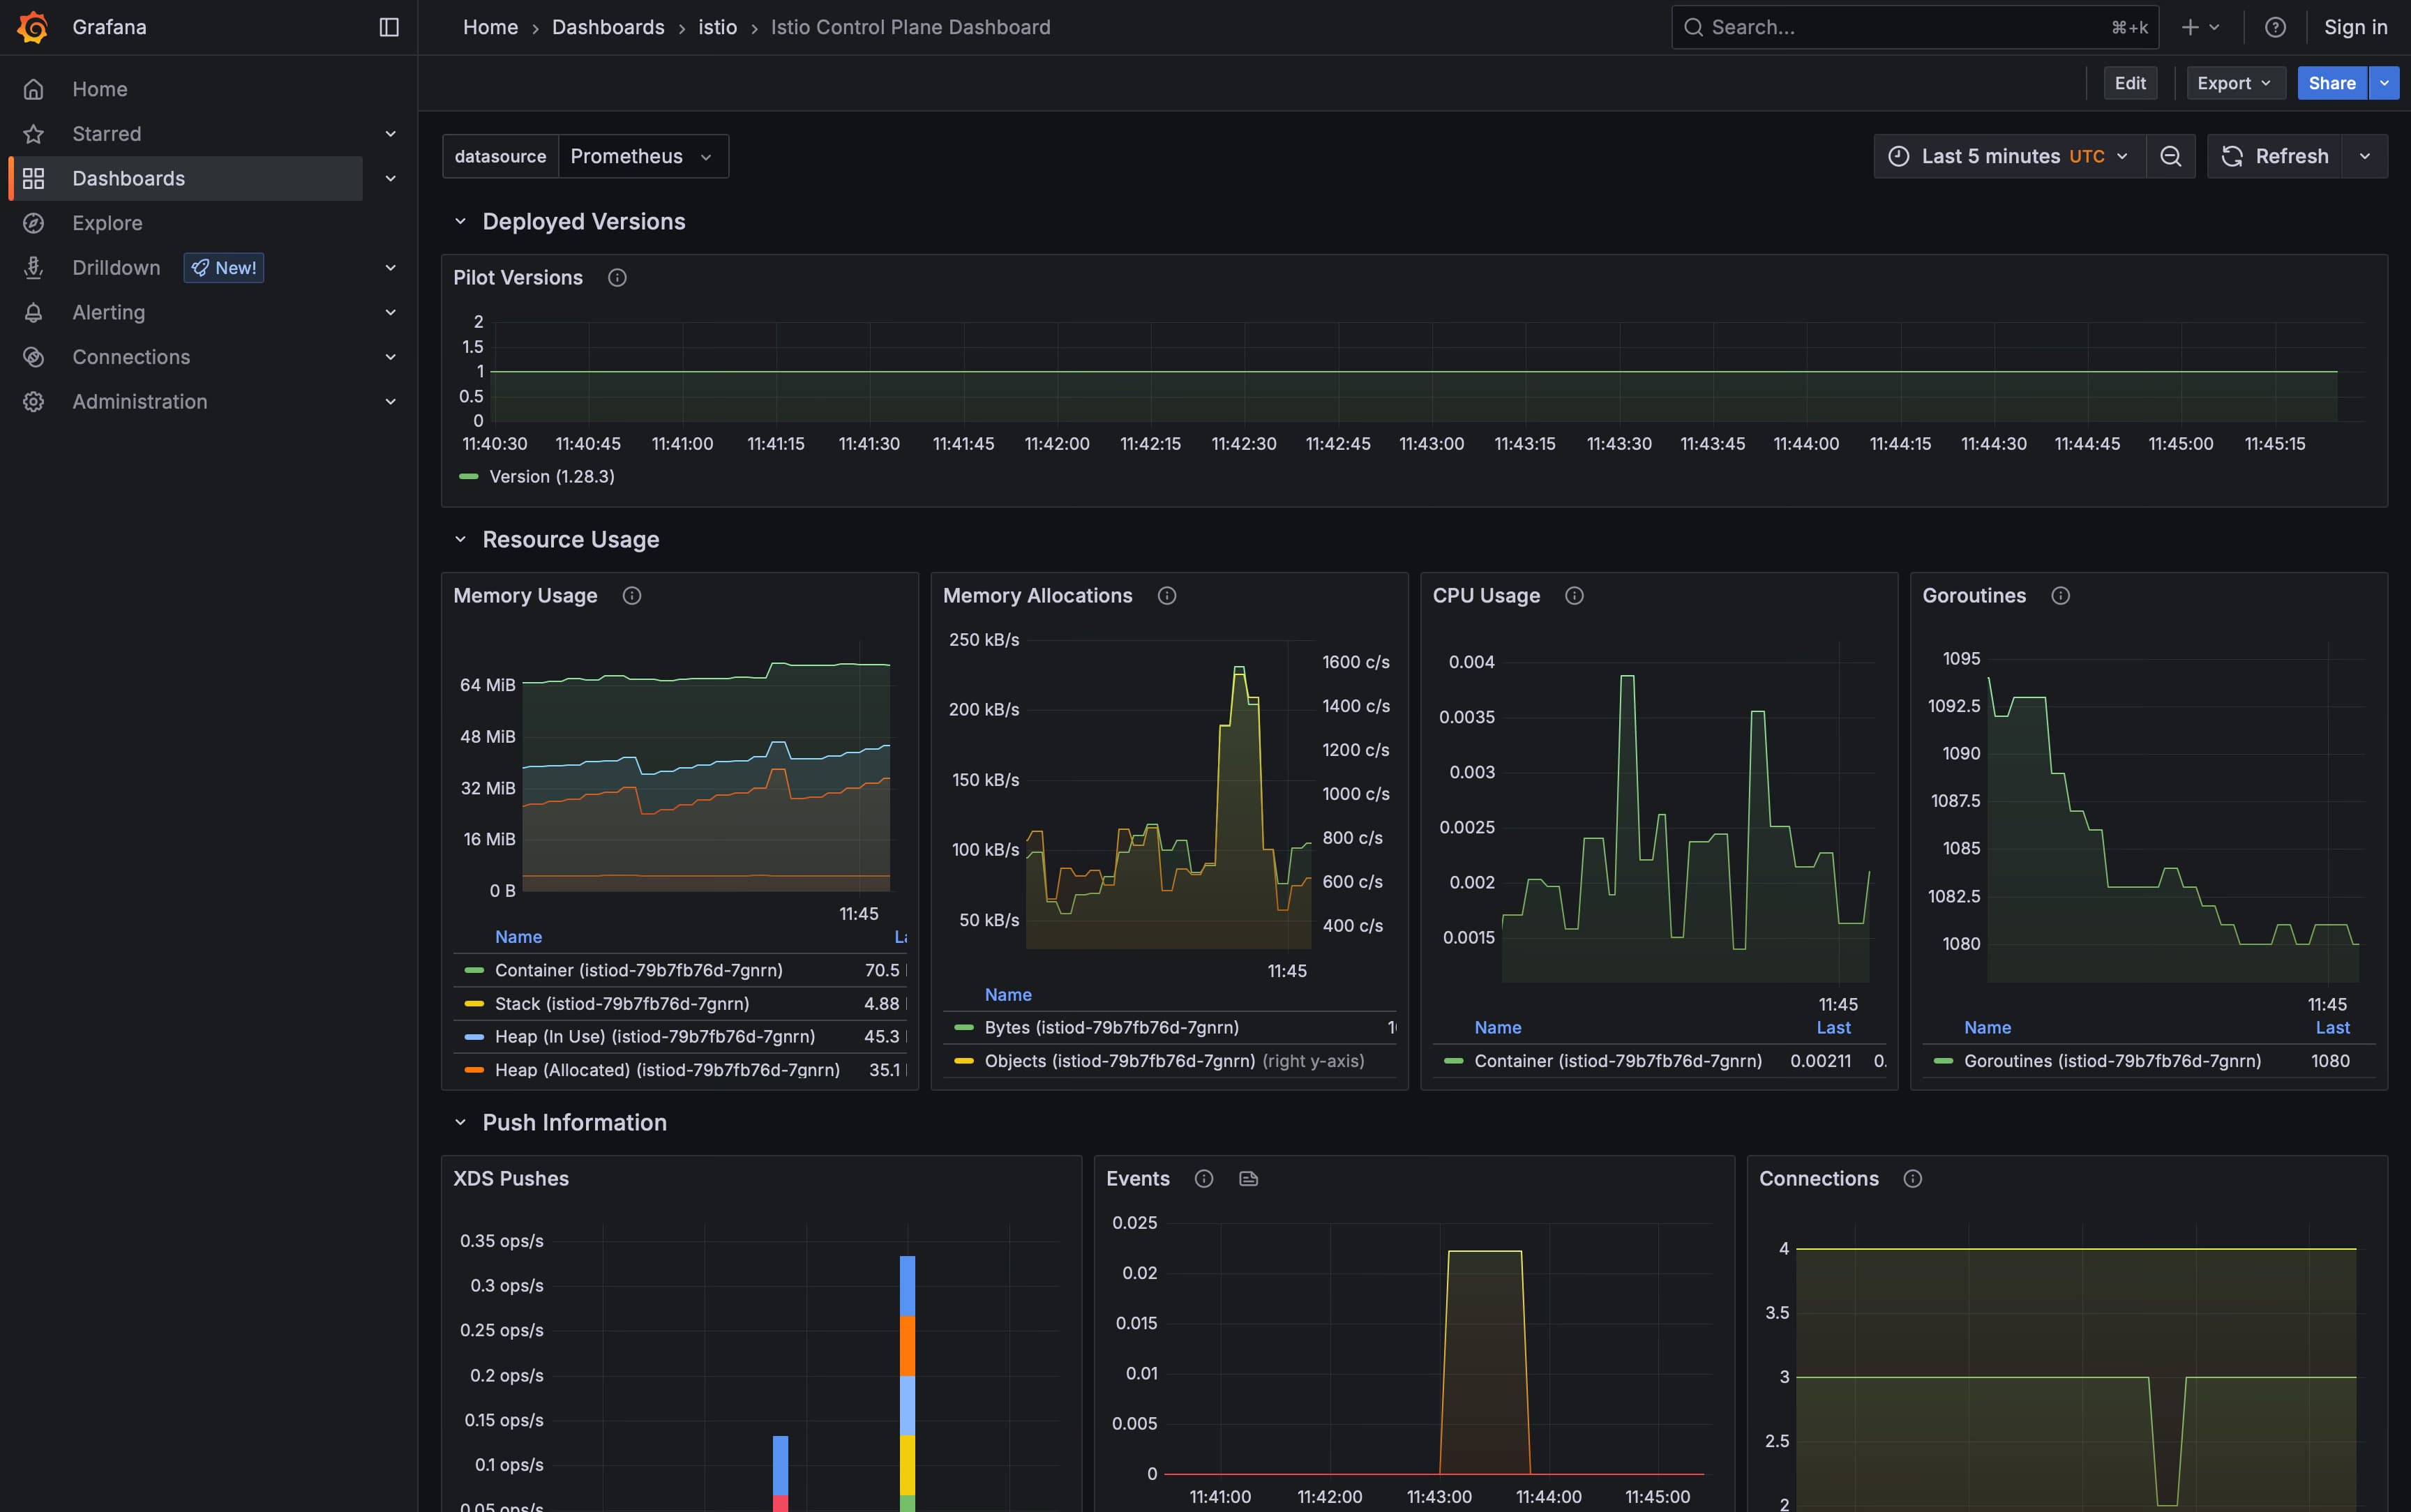 Grafana
Home › Dashboards › istio › Istio Control Plane Dashboard
Search... ⌘+k
Sign in
Home
Starred
Dashboards
Explore
Drilldown New!
Alerting
Connections
Administration
Edit Export Share
datasource Prometheus
Last 5 minutes UTC Refresh
Deployed Versions
Pilot Versions
2
1.5
1
0.5
0
11:40:30 11:40:45 11:41:00 11:41:15 11:41:30 11:41:45 11:42:00 11:42:15 11:42:30 11:42:45 11:43:00 11:43:15 11:43:30 11:43:45 11:44:00 11:44:15 11:44:30 11:44:45 11:45:00 11:45:15
Version (1.28.3)
Resource Usage
Memory Usage
64 MiB
48 MiB
32 MiB
16 MiB
0 B
11:45
Name
Container (istiod-79b7fb76d-7gnrn) 70.5
Stack (istiod-79b7fb76d-7gnrn) 4.88
Heap (In Use) (istiod-79b7fb76d-7gnrn) 45.3
Heap (Allocated) (istiod-79b7fb76d-7gnrn) 35.1
Memory Allocations
250 kB/s
200 kB/s
150 kB/s
100 kB/s
50 kB/s
1600 c/s
1400 c/s
1200 c/s
1000 c/s
800 c/s
600 c/s
400 c/s
11:45
Name
Bytes (istiod-79b7fb76d-7gnrn)
Objects (istiod-79b7fb76d-7gnrn) (right y-axis)
CPU Usage
0.004
0.0035
0.003
0.0025
0.002
0.0015
11:45
Name Last
Container (istiod-79b7fb76d-7gnrn) 0.00211 0.
Goroutines
1095
1092.5
1090
1087.5
1085
1082.5
1080
11:45
Name Last
Goroutines (istiod-79b7fb76d-7gnrn) 1080
Push Information
XDS Pushes
0.35 ops/s
0.3 ops/s
0.25 ops/s
0.2 ops/s
0.15 ops/s
0.1 ops/s
0.05 ops/s
Events
0.025
0.02
0.015
0.01
0.005
0
11:41:00 11:42:00 11:43:00 11:44:00 11:45:00
Connections
4
3.5
3
2.5
2